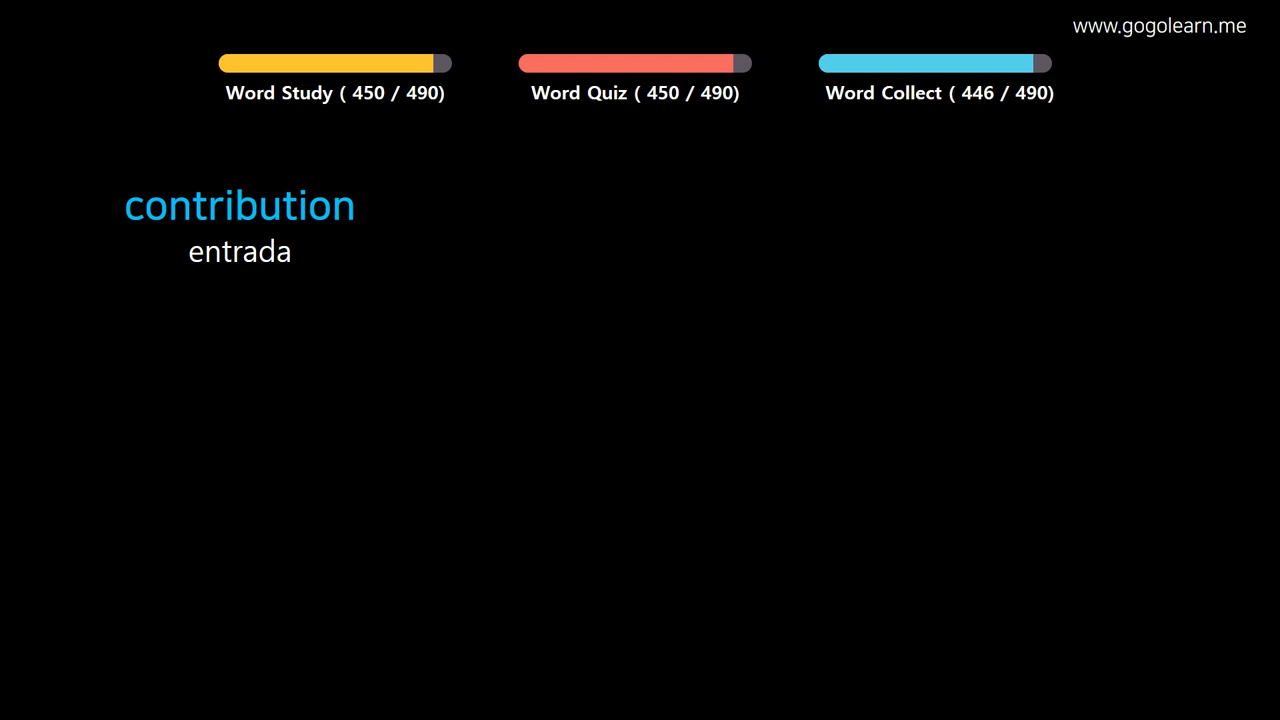 www.gogolearn.me
Word Study ( 450 / 490)
Word Quiz ( 450 / 490)
Word Collect ( 446 / 490)
contribution
entrada